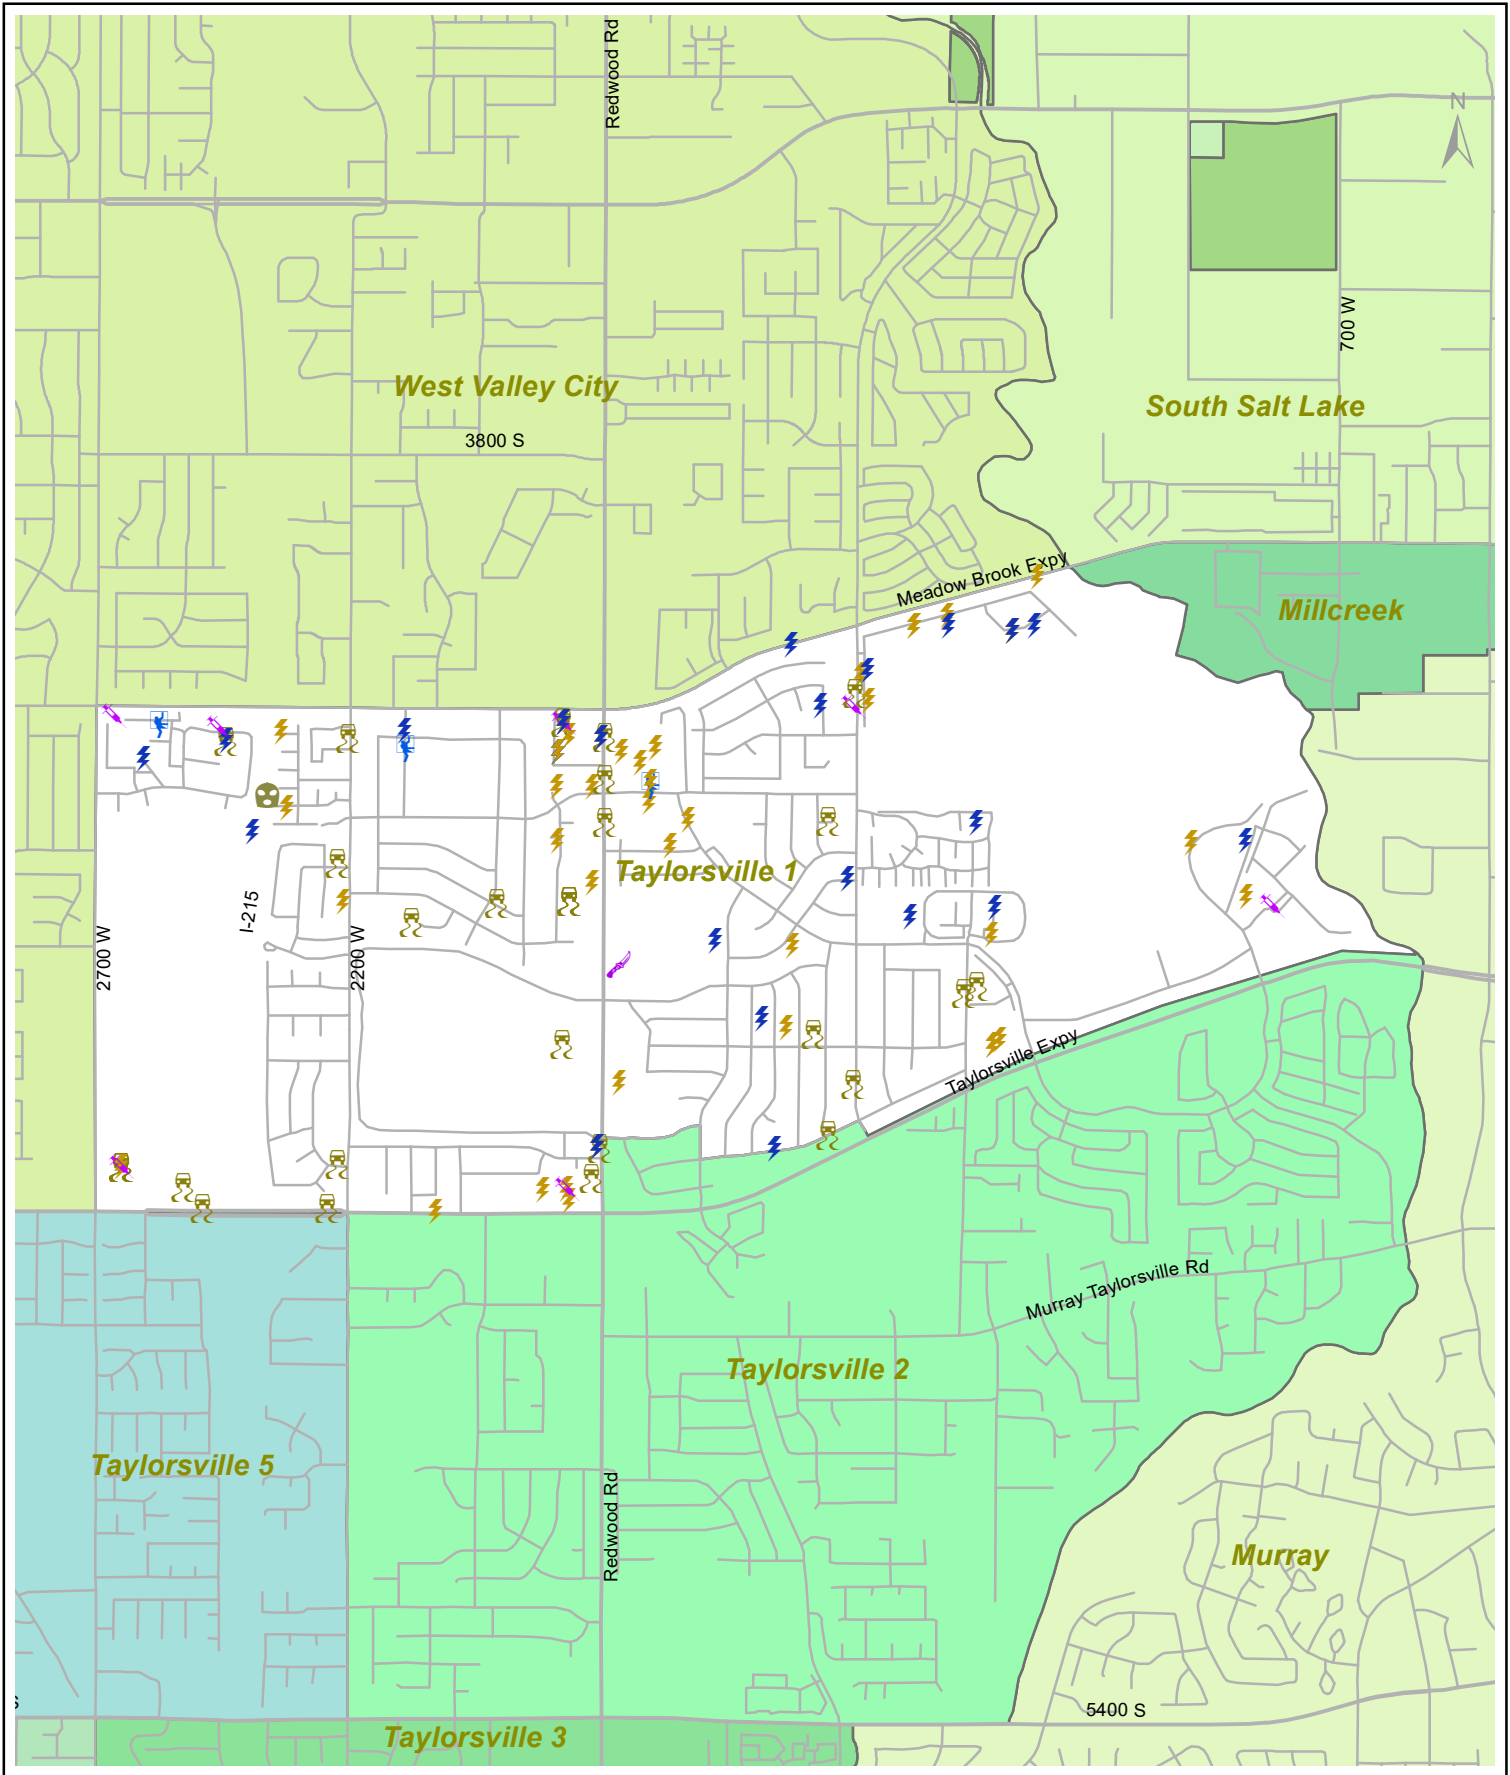 Redwood Rd
N
700 W
West Valley City
South Salt Lake
3800 S
Meadow Brook Expy
Millcreek
Taylorsville 1
I-215
2700 W
2200 W
Taylorsville Expy
Murray Taylorsville Rd
Taylorsville 2
Taylorsville 5
Redwood Rd
Murray
5400 S
Taylorsville 3